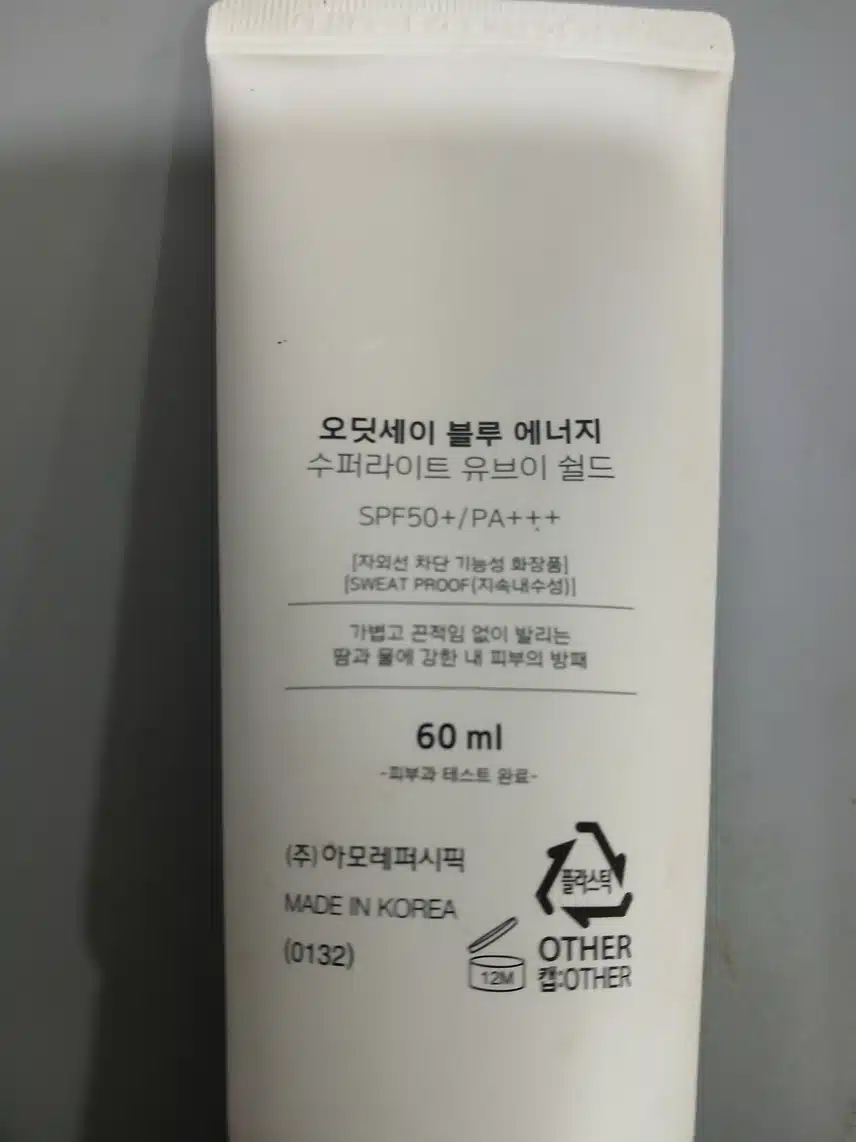 오딧세이 블루 에너지
수퍼라이트 유브이 쉴드
SPF50+/PA+++
[자외선 차단 기능성 화장품]
[SWEAT PROOF(지속내수성)]
가볍고 끈적임 없이 발리는
땀과 물에 강한 내 피부의 방패
60 ml
-피부과 테스트 완료-
(주)아모레퍼시픽
MADE IN KOREA
(0132)
플라스틱
OTHER
캡:OTHER
12M